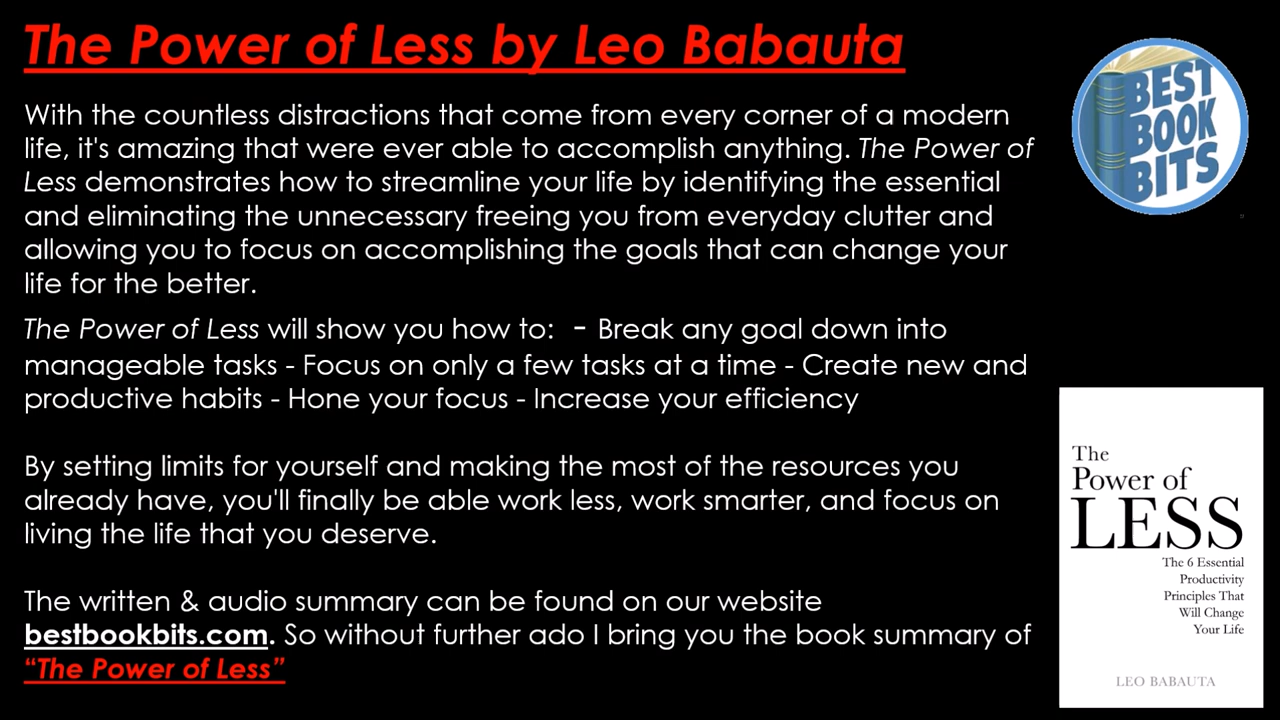 The Power of Less by Leo Babauta
With the countless distractions that come from every corner of a modern
life, it's amazing that were ever able to accomplish anything. The Power of
Less demonstrates how to streamline your life by identifying the essential
and eliminating the unnecessary freeing you from everyday clutter and
allowing you to focus on accomplishing the goals that can change your
life for the better.
The Power of Less will show you how to: - Break any goal down into
manageable tasks - Focus on only a few tasks at a time - Create new and
productive habits - Hone your focus - Increase your efficiency
By setting limits for yourself and making the most of the resources you
already have, you'll finally be able work less, work smarter, and focus on
living the life that you deserve.
The written & audio summary can be found on our website
bestbookbits.com. So without further ado I bring you the book summary of
“The Power of Less”
BEST
BOOK
BITS
The
Power of
LESS
The 6 Essential
Productivity
Principles That
Will Change
Your Life
LEO BABAUTA